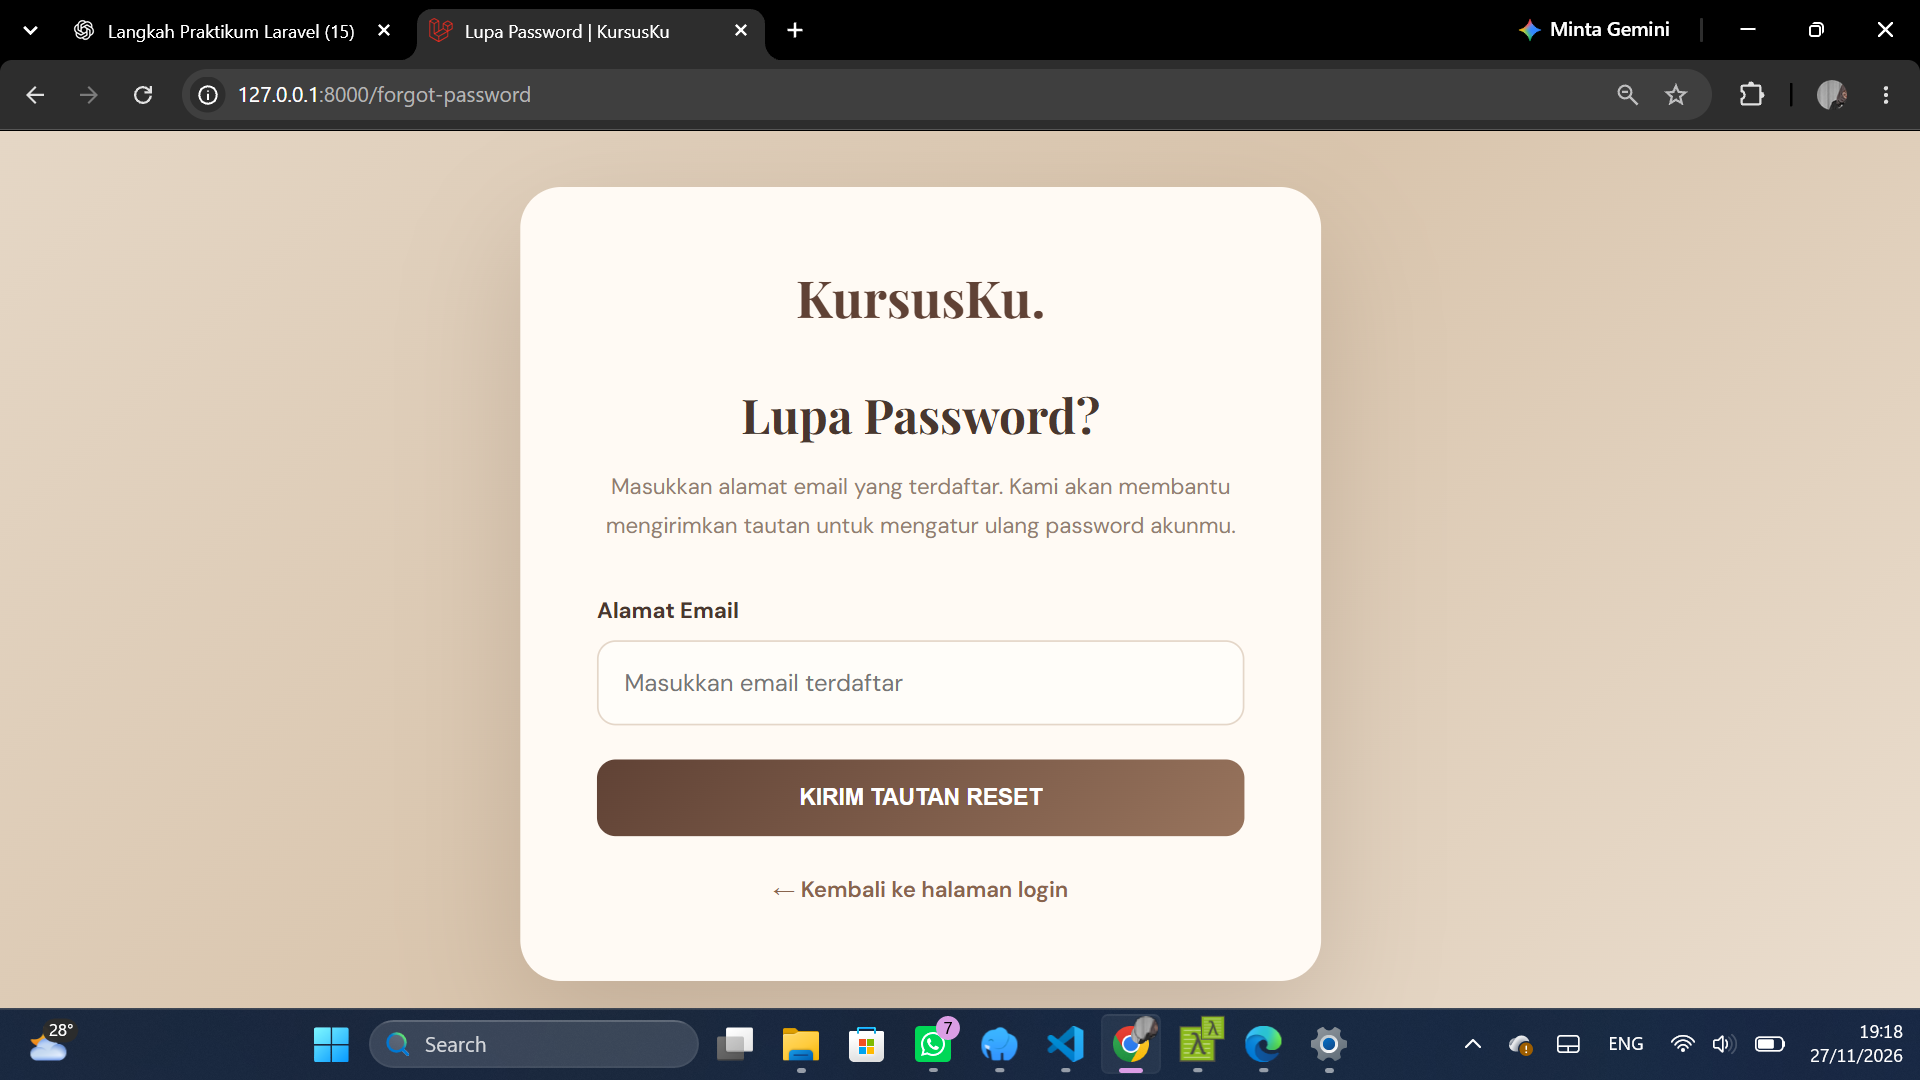 Langkah Praktikum Laravel (15)
Lupa Password | KursusKu
Minta Gemini
127.0.0.1:8000/forgot-password
KursusKu.
Lupa Password?
Masukkan alamat email yang terdaftar. Kami akan membantu
mengirimkan tautan untuk mengatur ulang password akunmu.
Alamat Email
Masukkan email terdaftar
KIRIM TAUTAN RESET
← Kembali ke halaman login
28°
Search
7
ENG
19:18
27/11/2026